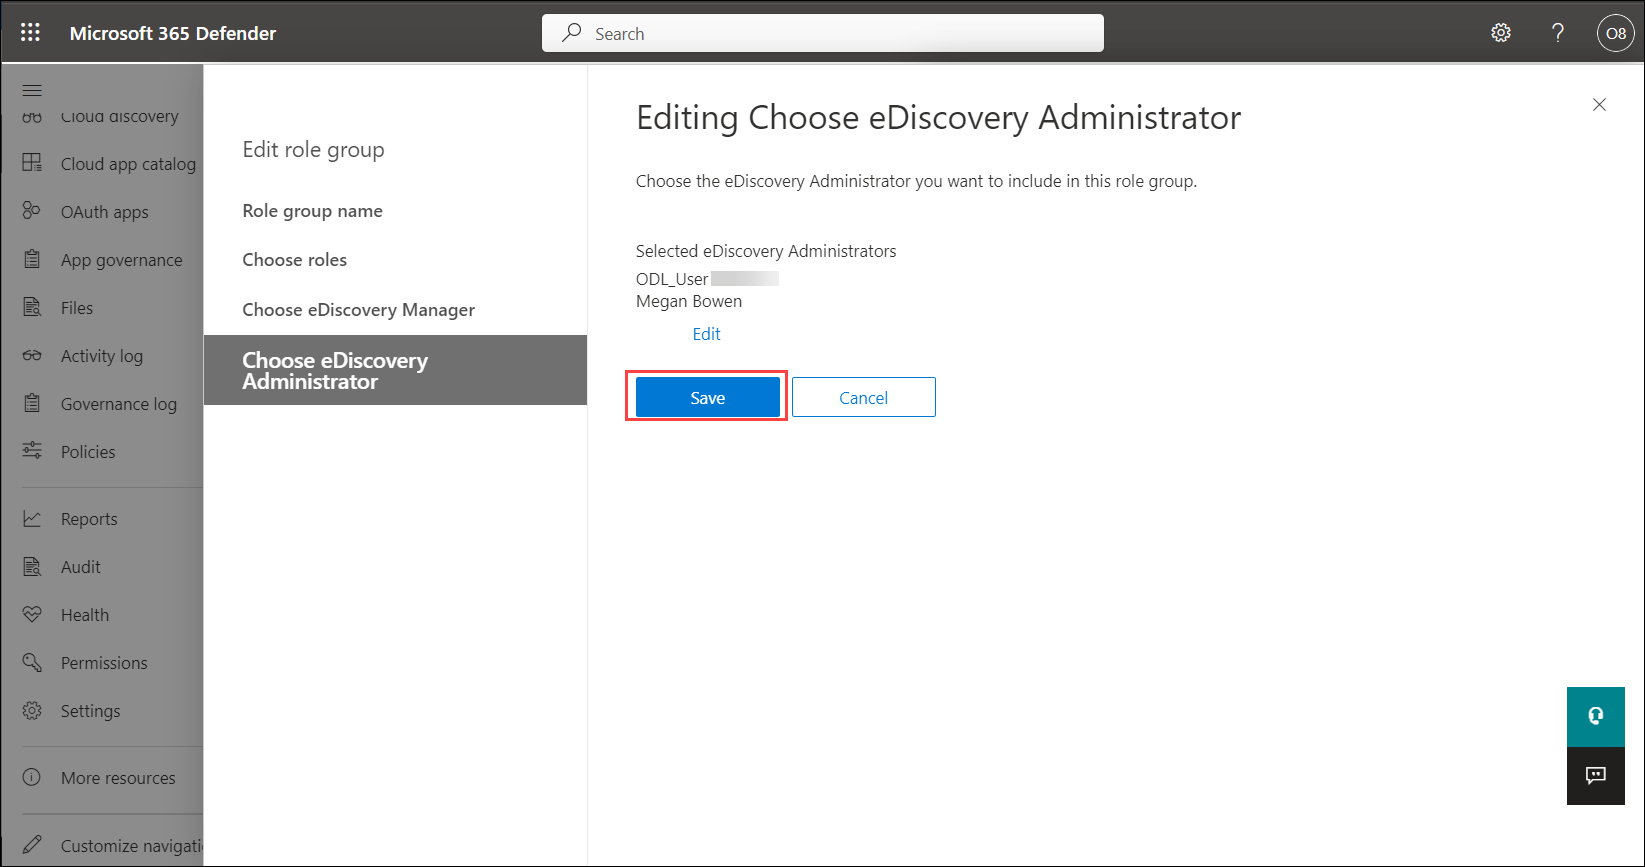 Microsoft 365 Defender
Search
?
O8
Cloud discovery
Cloud app catalog
OAuth apps
App governance
Files
Activity log
Governance log
Policies
Reports
Audit
Health
Permissions
Settings
More resources
Customize navigati
Edit role group
Role group name
Choose roles
Choose eDiscovery Manager
Choose eDiscovery
Administrator
Editing Choose eDiscovery Administrator
Choose the eDiscovery Administrator you want to include in this role group.
Selected eDiscovery Administrators
ODL_User
Megan Bowen
Edit
Save
Cancel